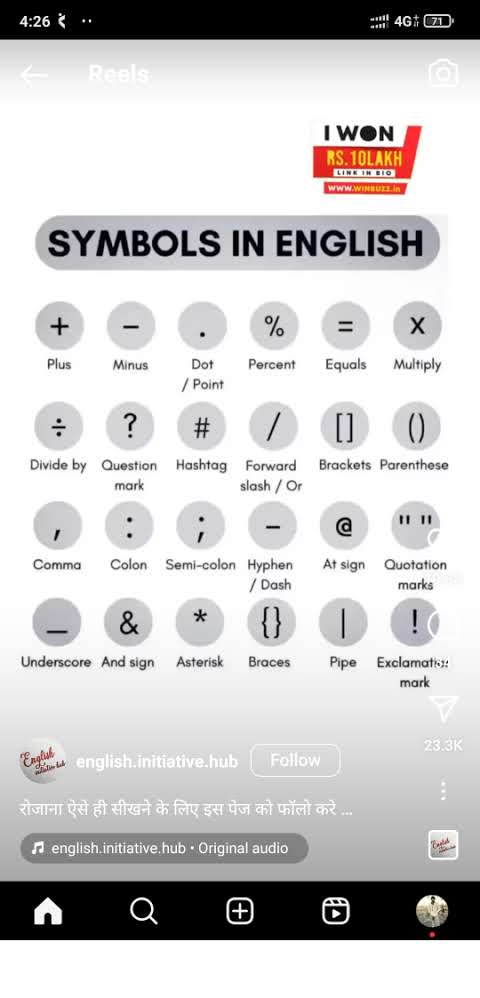 4:26
4G+ 71
Reels
I WON
RS.10LAKH
LINK IN BIO
WWW.WINBUZZ.in
SYMBOLS IN ENGLISH
+ − . % = X
Plus Minus Dot / Point Percent Equals Multiply
÷ ? # / [ ] ( )
Divide by Question mark Hashtag Forward slash / Or Brackets Parenthese
, : ; – @ " "
Comma Colon Semi-colon Hyphen / Dash At sign Quotation marks
_ & * { } | !
Underscore And sign Asterisk Braces Pipe Exclamation mark
23.3K
English initiative hub
english.initiative.hub Follow
रोजाना ऐसे ही सीखने के लिए इस पेज को फॉलो करे ...
english.initiative.hub • Original audio